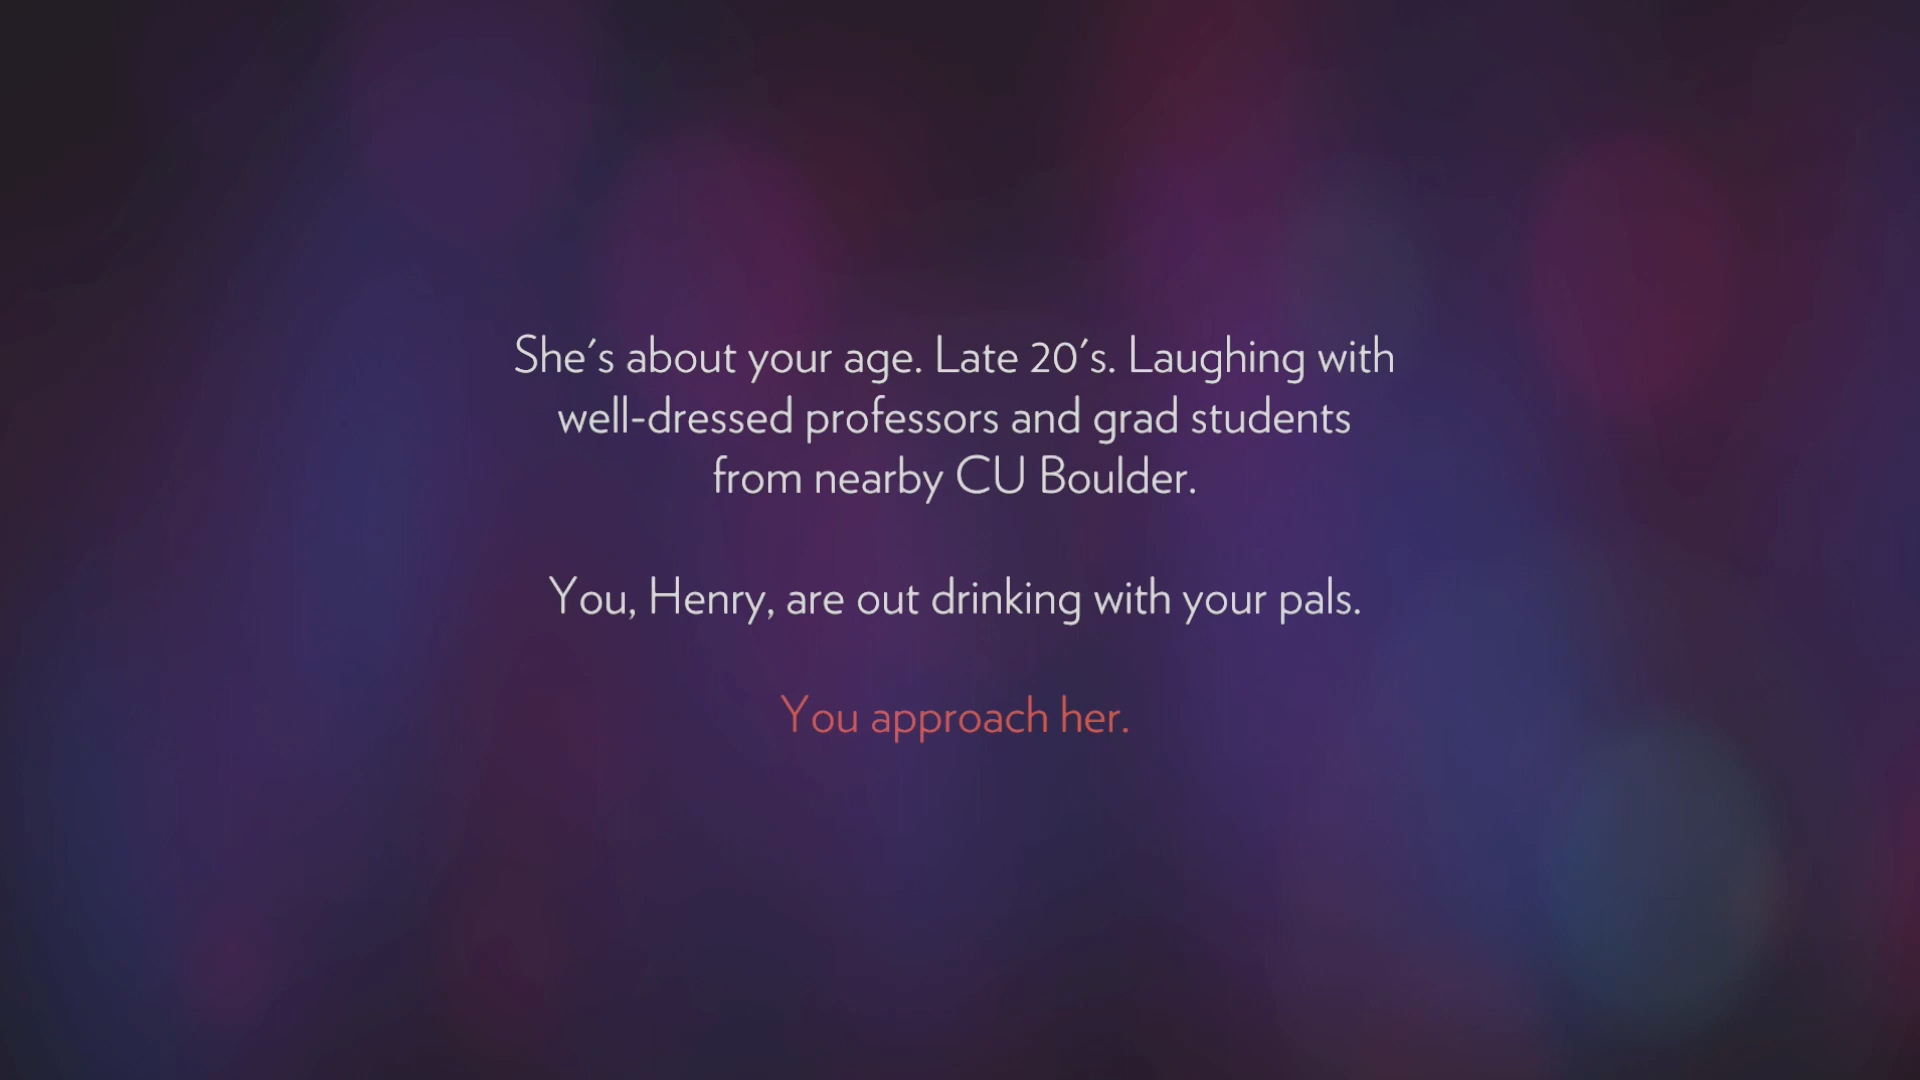 She's about your age. Late 20's. Laughing with
well-dressed professors and grad students
from nearby CU Boulder.
You, Henry, are out drinking with your pals.
You approach her.